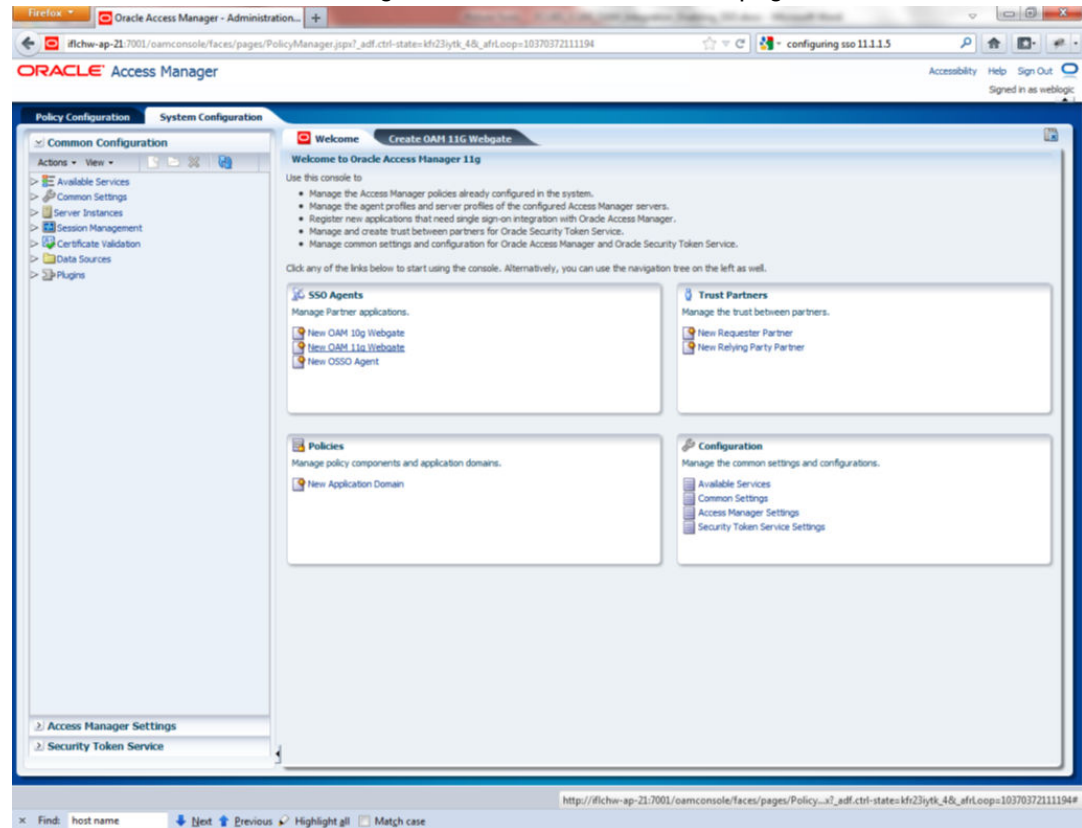 Firefox
Oracle Access Manager - Administration...
iflchw-ap-21:7001/oamconsole/faces/pages/PolicyManager.jspx?_adf.ctrl-state=kfr23iytk_4&_afrLoop=10370372111194
configuring sso 11.1.1.5
ORACLE Access Manager
Accessibility Help Sign Out
Signed in as weblogic
Policy Configuration System Configuration
Common Configuration
Actions View
Available Services
Common Settings
Server Instances
Session Management
Certificate Validation
Data Sources
Plugins
Access Manager Settings
Security Token Service
Welcome Create OAM 11G Webgate
Welcome to Oracle Access Manager 11g
Use this console to
• Manage the Access Manager policies already configured in the system.
• Manage the agent profiles and server profiles of the configured Access Manager servers.
• Register new applications that need single sign-on integration with Oracle Access Manager.
• Manage and create trust between partners for Oracle Security Token Service.
• Manage common settings and configuration for Oracle Access Manager and Oracle Security Token Service.
Click any of the links below to start using the console. Alternatively, you can use the navigation tree on the left as well.
SSO Agents
Manage Partner applications.
New OAM 10g Webgate
New OAM 11g Webgate
New OSSO Agent
Trust Partners
Manage the trust between partners.
New Requester Partner
New Relying Party Partner
Policies
Manage policy components and application domains.
New Application Domain
Configuration
Manage the common settings and configurations.
Available Services
Common Settings
Access Manager Settings
Security Token Service Settings
http://iflchw-ap-21:7001/oamconsole/faces/pages/Policy...x?_adf.ctrl-state=kfr23iytk_4&_afrLoop=10370372111194#
× Find: host name Next Previous Highlight all Match case